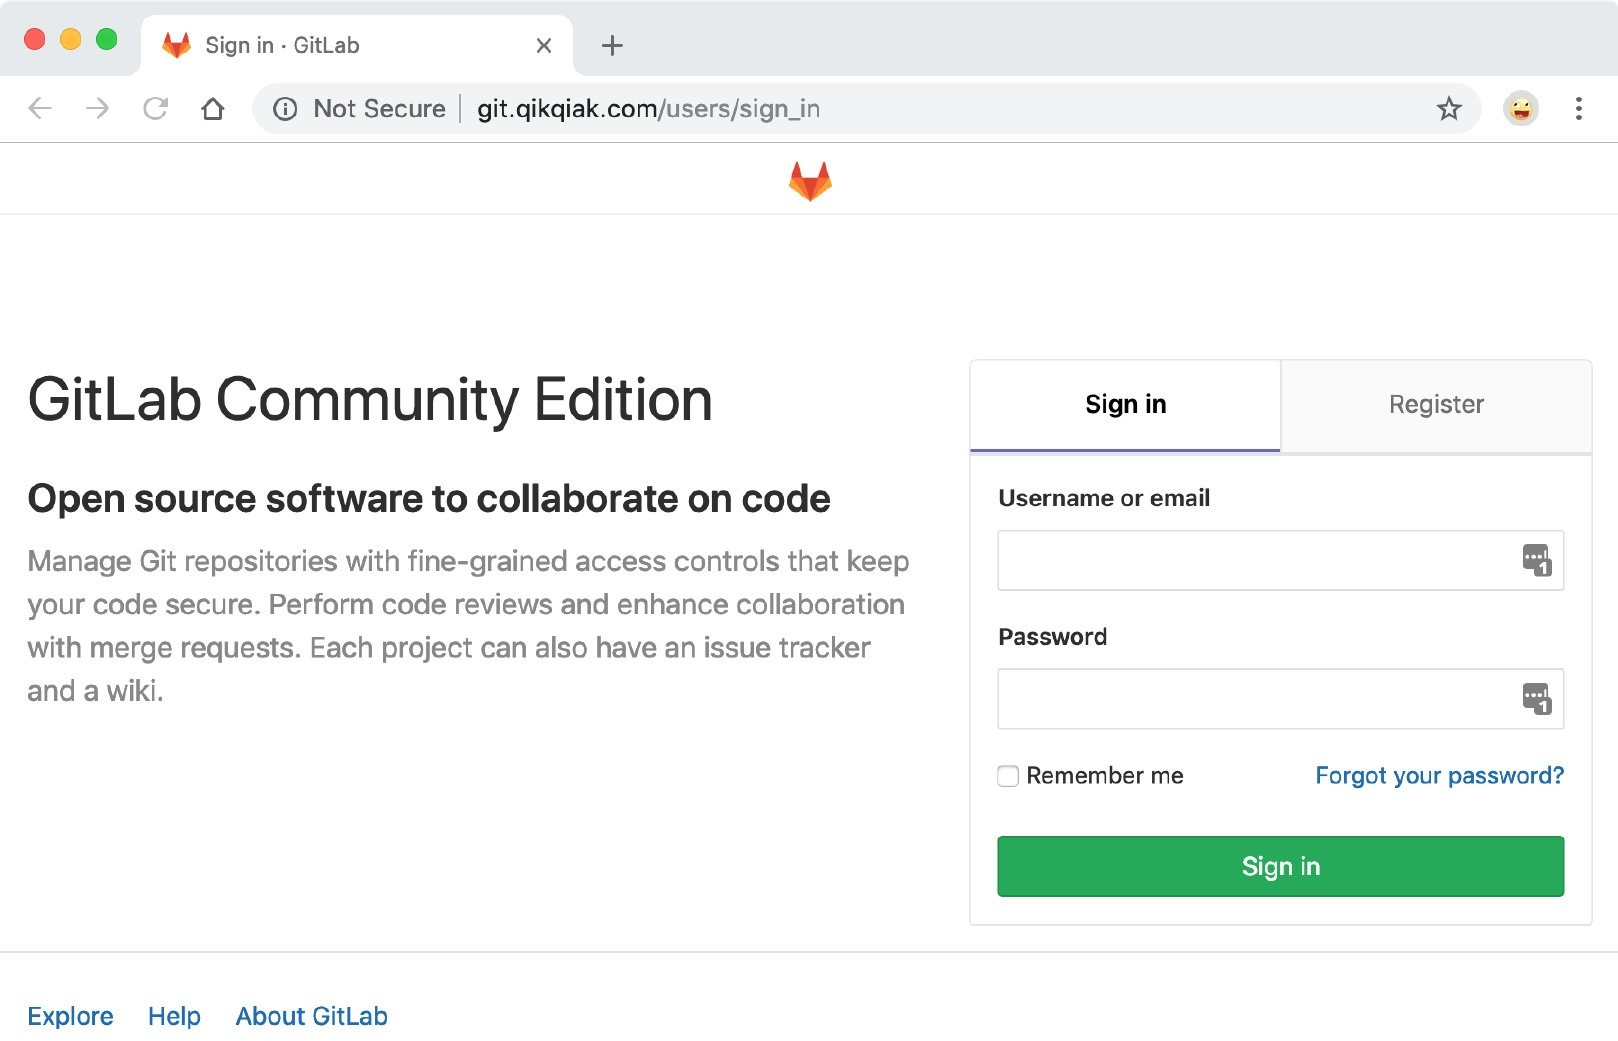 Sign in · GitLab
Not Secure
git.qikqiak.com/users/sign_in
GitLab Community Edition
Open source software to collaborate on code
Manage Git repositories with fine-grained access controls that keep
your code secure. Perform code reviews and enhance collaboration
with merge requests. Each project can also have an issue tracker
and a wiki.
Sign in
Register
Username or email
1
Password
1
Remember me
Forgot your password?
Sign in
Explore
Help
About GitLab